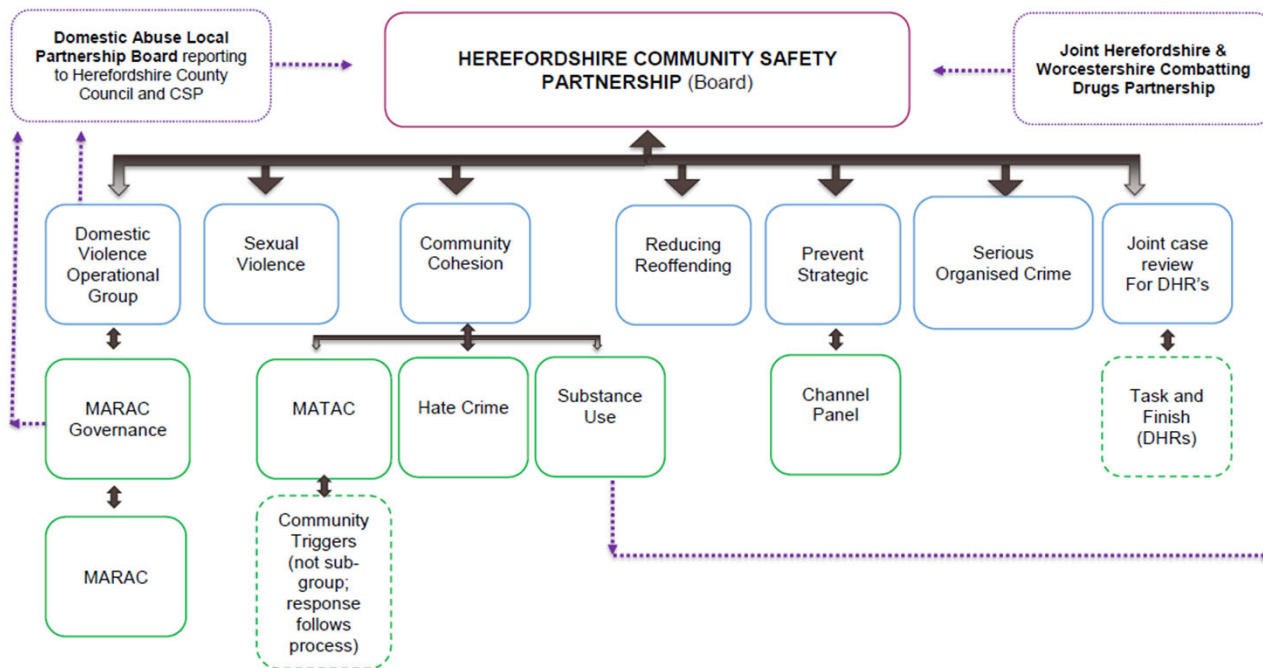 Domestic Abuse Local
Partnership Board reporting
to Herefordshire County
Council and CSP
HEREFORDSHIRE COMMUNITY SAFETY
PARTNERSHIP (Board)
Joint Herefordshire &
Worcestershire Combatting
Drugs Partnership
Domestic
Violence
Operational
Group
Sexual
Violence
Community
Cohesion
Reducing
Reoffending
Prevent
Strategic
Serious
Organised Crime
Joint case
review
For DHR's
MARAC
Governance
MATAC
Hate Crime
Substance
Use
Channel
Panel
Task and
Finish
(DHRs)
MARAC
Community
Triggers
(not sub-
group;
response
follows
process)